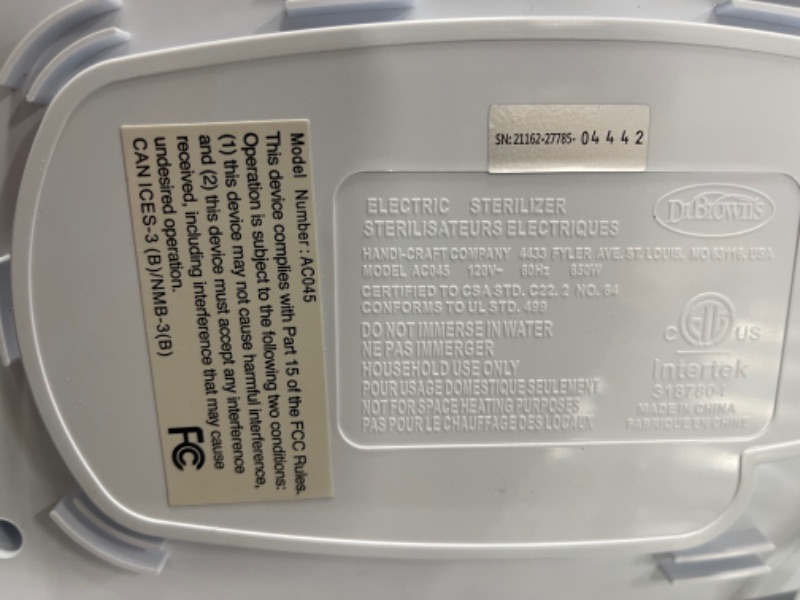 SN: 21162-27785- 04442
Dr.Brown's
ELECTRIC STERILIZER
STERILISATEURS ELECTRIQUES
HANDI-CRAFT COMPANY 4433 FYLER AVE. ST. LOUIS, MO 63116, USA
MODEL AC045 120V~ 60Hz 650W
CERTIFIED TO CSA STD. C22. 2 NO. 64
CONFORMS TO UL STD. 499
DO NOT IMMERSE IN WATER
NE PAS IMMERGER
HOUSEHOLD USE ONLY
POUR USAGE DOMESTIQUE SEULEMENT
NOT FOR SPACE HEATING PURPOSES
PAS POUR LE CHAUFFAGE DES LOCAUX
C US
Intertek
3187804
MADE IN CHINA
FABRIQUE EN CHINE
Model Number: AC045
This device complies with Part 15 of the FCC Rules.
Operation is subject to the following two conditions:
(1) this device may not cause harmful interference,
and (2) this device must accept any interference
received, including interference that may cause
undesired operation.
CAN ICES-3 (B)/NMB-3(B)
FC